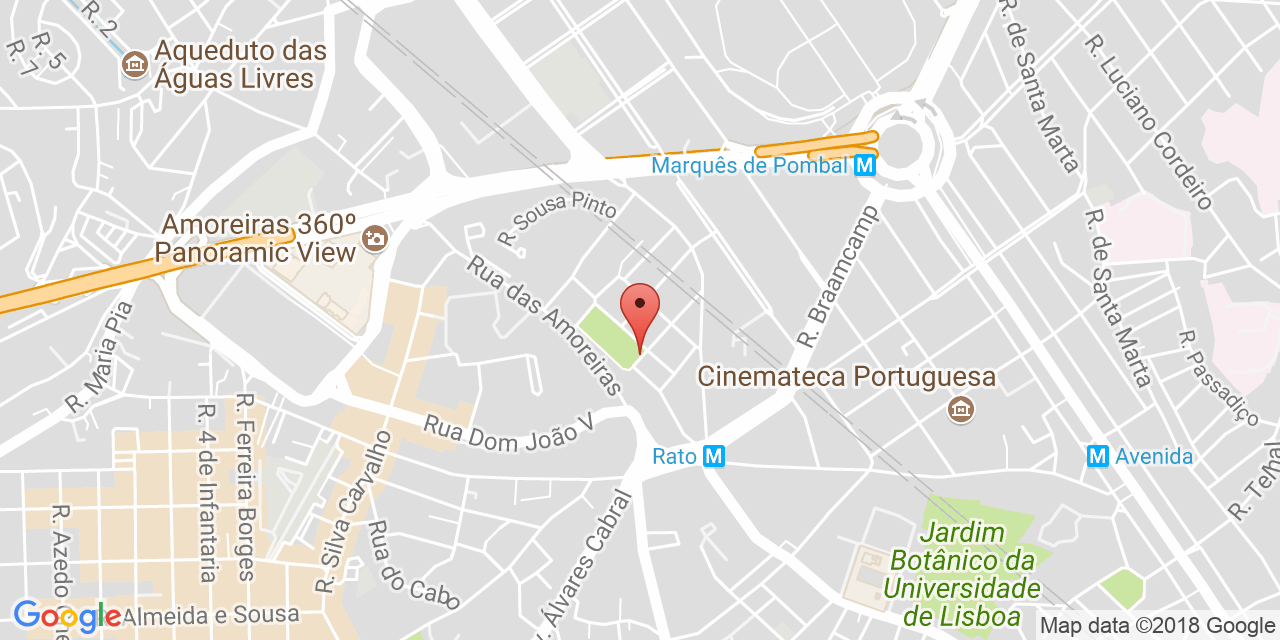 R. 2
R. 5
R. 7
Aqueduto das
Águas Livres
R. de Santa Marta
R. Luciano Cordeiro
Marquês de Pombal
M
R. Sousa Pinto
Amoreiras 360º
Panoramic View
R. Braamcamp
R. de Santa Marta
Rua das Amoreiras
R. Maria Pia
R. Passadiço
Cinemateca Portuguesa
R. 4 de Infantaria
R. Ferreira Borges
Rua Dom João V
R. Silva Carvalho
Rato M
M Avenida
R. Azedo
Rua do Cabo
Álvares Cabral
Jardim
Botânico da
Universidade
de Lisboa
Google
Almeida e Sousa
Map data ©2018 Google